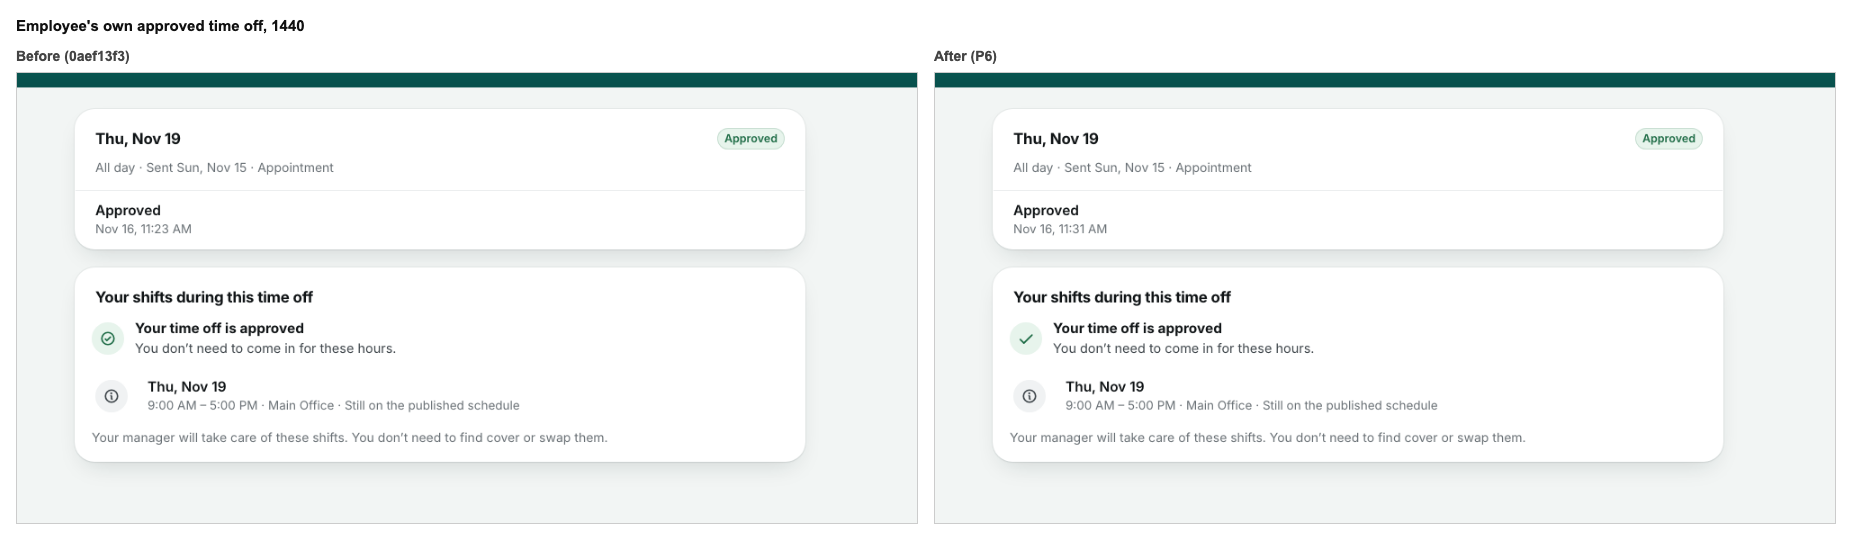 Employee's own approved time off, 1440
Before (0aef13f3)
Thu, Nov 19
Approved
All day · Sent Sun, Nov 15 · Appointment
Approved
Nov 16, 11:23 AM
Your shifts during this time off
Your time off is approved
You don’t need to come in for these hours.
Thu, Nov 19
9:00 AM – 5:00 PM · Main Office · Still on the published schedule
Your manager will take care of these shifts. You don’t need to find cover or swap them.
After (P6)
Thu, Nov 19
Approved
All day · Sent Sun, Nov 15 · Appointment
Approved
Nov 16, 11:31 AM
Your shifts during this time off
Your time off is approved
You don’t need to come in for these hours.
Thu, Nov 19
9:00 AM – 5:00 PM · Main Office · Still on the published schedule
Your manager will take care of these shifts. You don’t need to find cover or swap them.